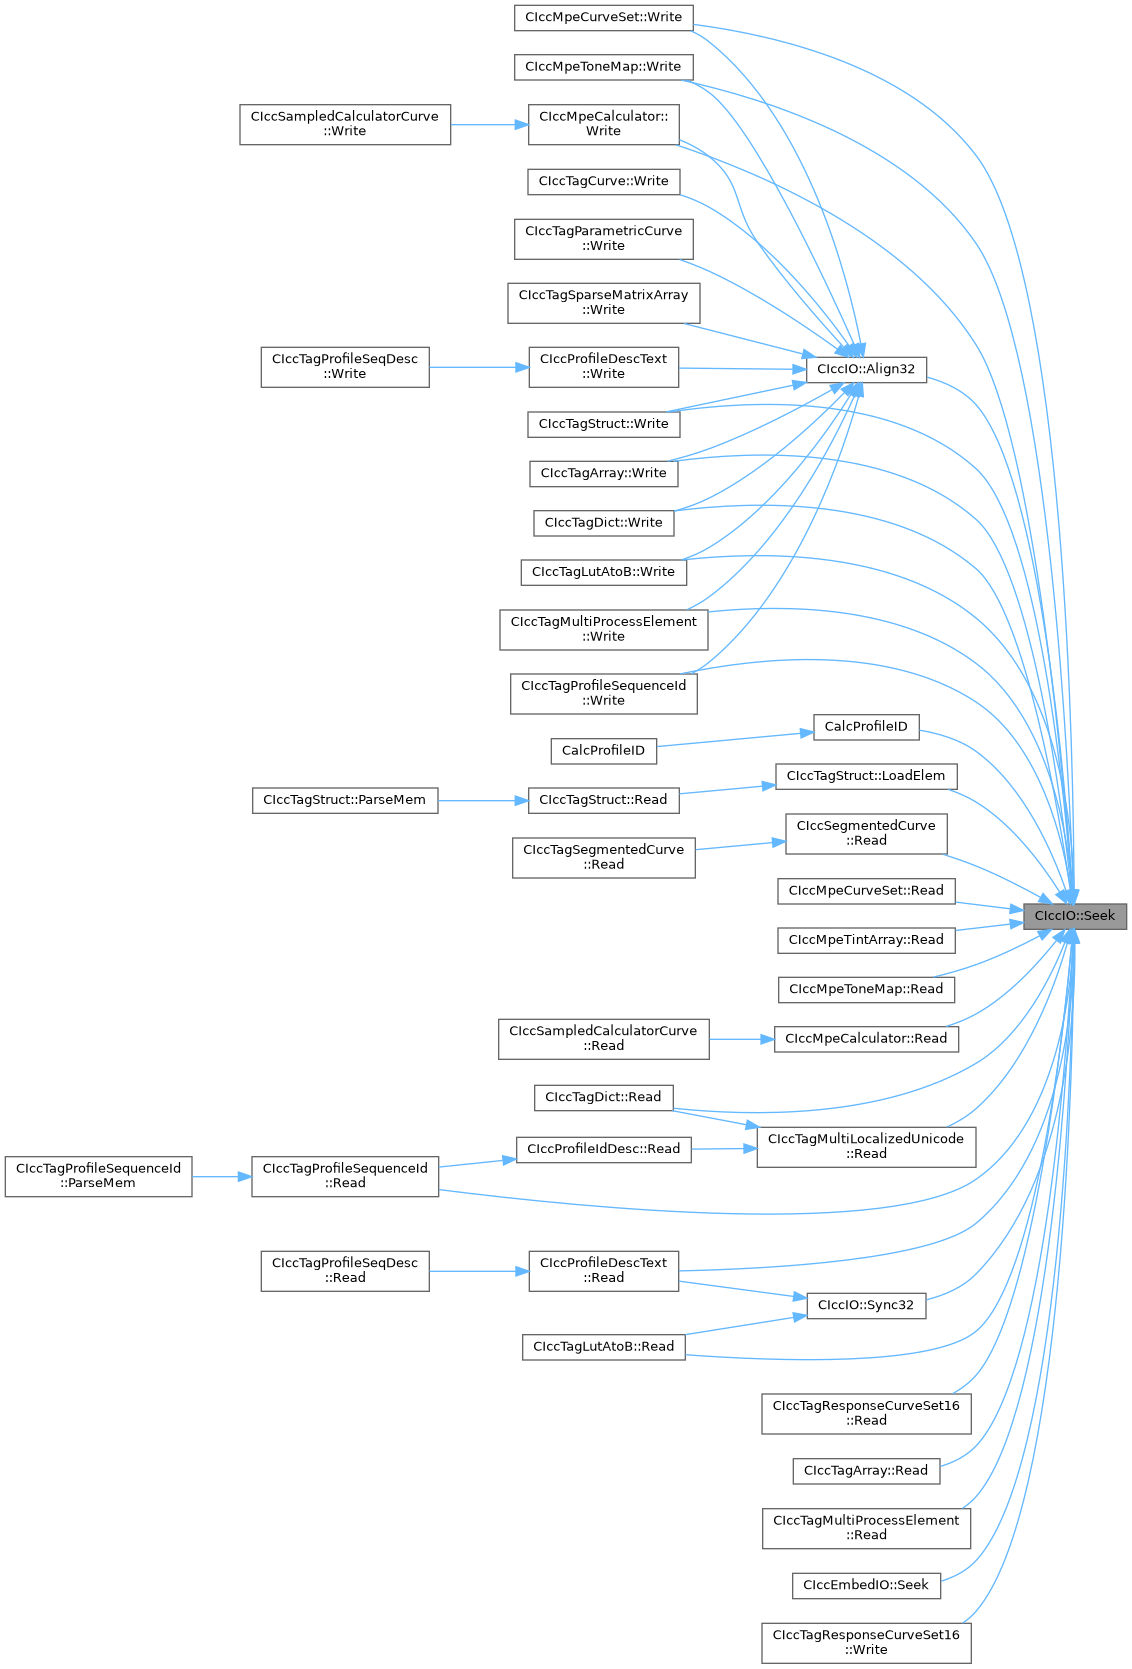 CIccMpeCurveSet::Write
CIccMpeToneMap::Write
CIccSampledCalculatorCurve
::Write
CIccMpeCalculator::
Write
CIccTagCurve::Write
CIccTagParametricCurve
::Write
CIccTagSparseMatrixArray
::Write
CIccTagProfileSeqDesc
::Write
CIccProfileDescText
::Write
CIccIO::Align32
CIccTagStruct::Write
CIccTagArray::Write
CIccTagDict::Write
CIccTagLutAtoB::Write
CIccTagMultiProcessElement
::Write
CIccTagProfileSequenceId
::Write
CalcProfileID
CalcProfileID
CIccTagStruct::LoadElem
CIccTagStruct::ParseMem
CIccTagStruct::Read
CIccSegmentedCurve
::Read
CIccTagSegmentedCurve
::Read
CIccMpeCurveSet::Read
CIccIO::Seek
CIccMpeTintArray::Read
CIccMpeToneMap::Read
CIccSampledCalculatorCurve
::Read
CIccMpeCalculator::Read
CIccTagDict::Read
CIccTagMultiLocalizedUnicode
::Read
CIccProfileIdDesc::Read
CIccTagProfileSequenceId
::ParseMem
CIccTagProfileSequenceId
::Read
CIccTagProfileSeqDesc
::Read
CIccProfileDescText
::Read
CIccIO::Sync32
CIccTagLutAtoB::Read
CIccTagResponseCurveSet16
::Read
CIccTagArray::Read
CIccTagMultiProcessElement
::Read
CIccEmbedIO::Seek
CIccTagResponseCurveSet16
::Write